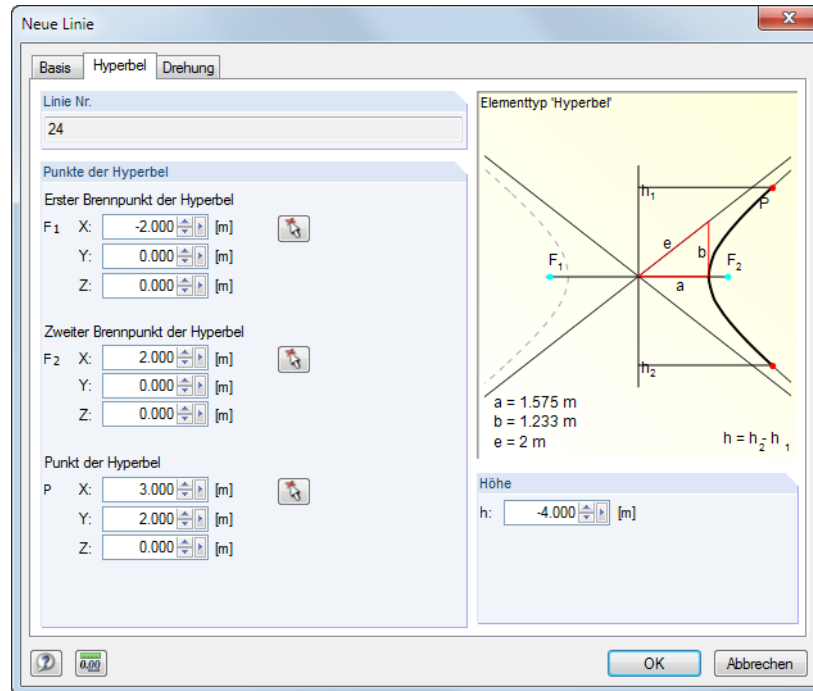 Neue Linie
Basis Hyperbel Drehung
Linie Nr.
24
Punkte der Hyperbel
Erster Brennpunkt der Hyperbel
F1 X: -2.000 [m]
Y: 0.000 [m]
Z: 0.000 [m]
Zweiter Brennpunkt der Hyperbel
F2 X: 2.000 [m]
Y: 0.000 [m]
Z: 0.000 [m]
Punkt der Hyperbel
P X: 3.000 [m]
Y: 2.000 [m]
Z: 0.000 [m]
Elementtyp 'Hyperbel'
h1
P
e
b
F1
F2
a
h2
a = 1.575 m
b = 1.233 m
e = 2 m
h = h2- h1
Höhe
h: -4.000 [m]
0.00
OK Abbrechen